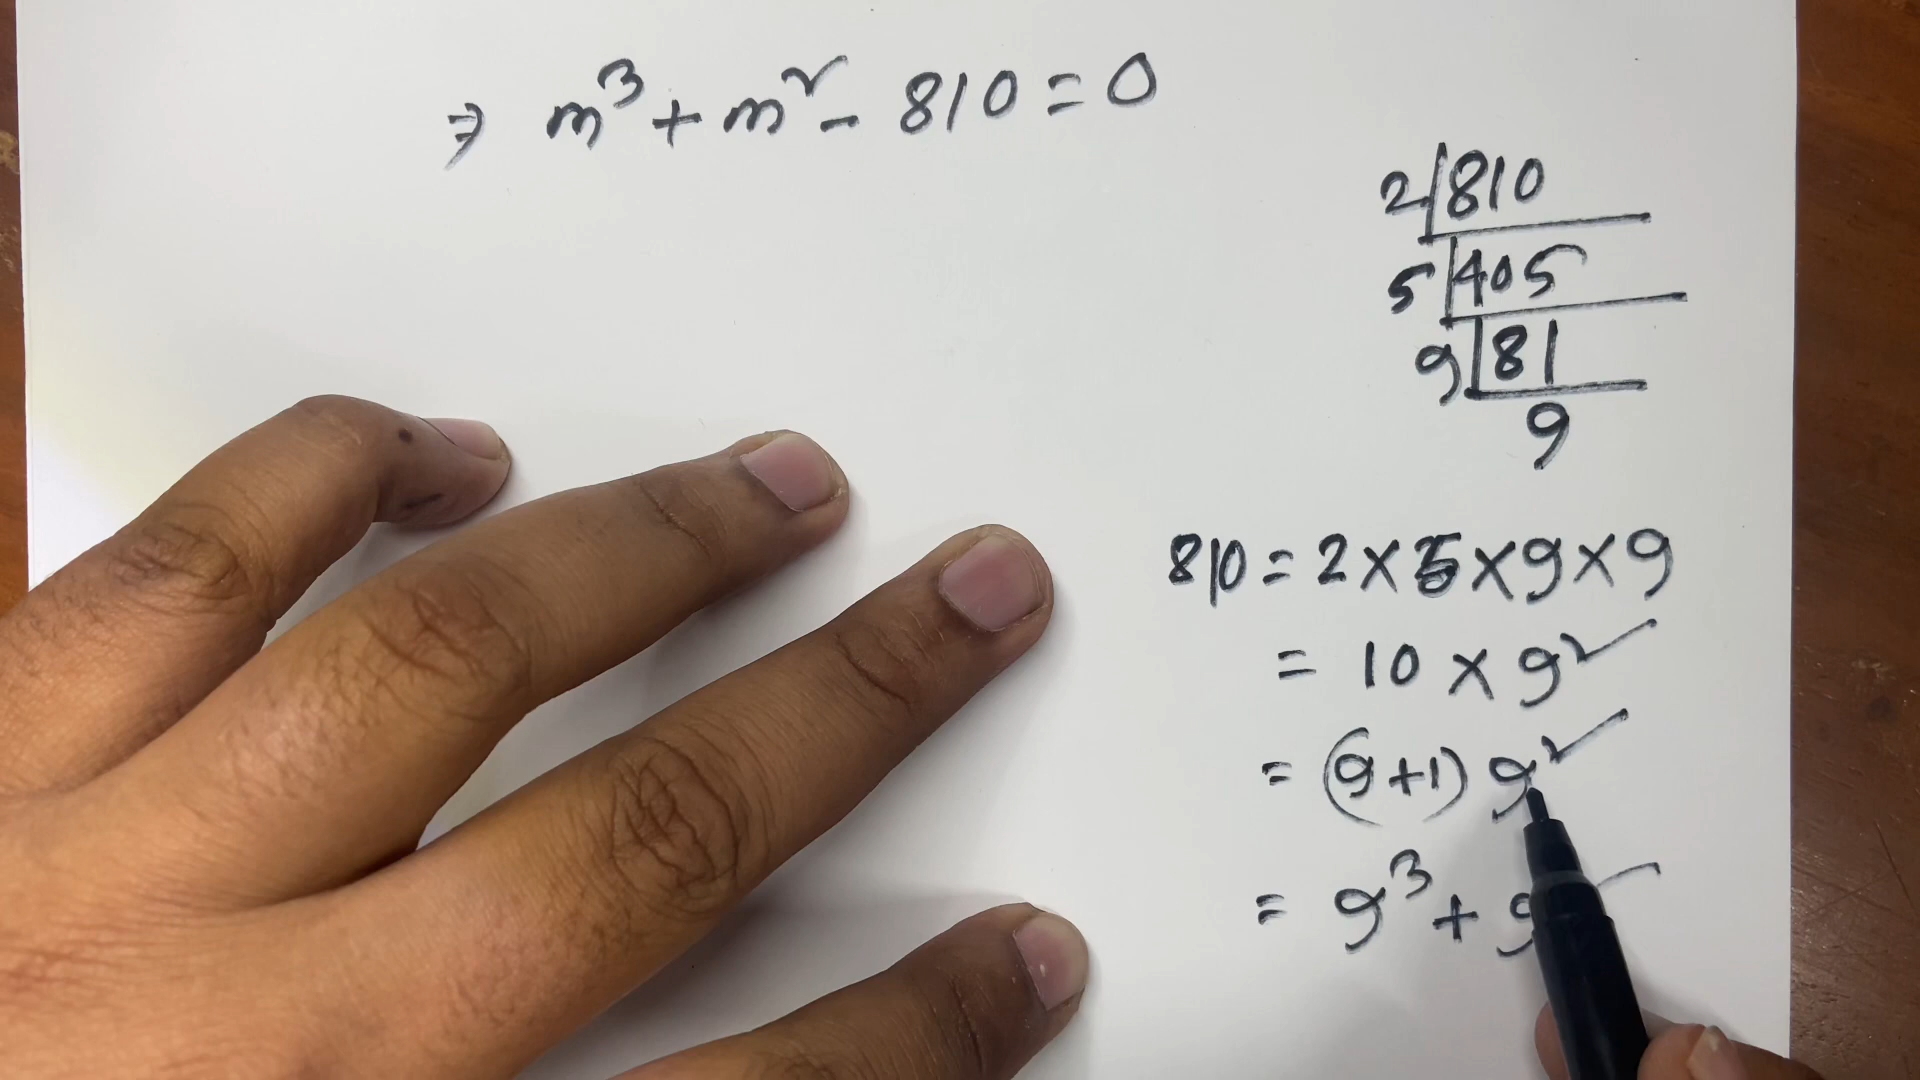 ⇒ m³ + m² - 810 = 0
2 | 810
5 | 405
9 | 81
9
810 = 2 × 5 × 9 × 9
= 10 × 9²
= (9+1) 9²
= 9³ + 9